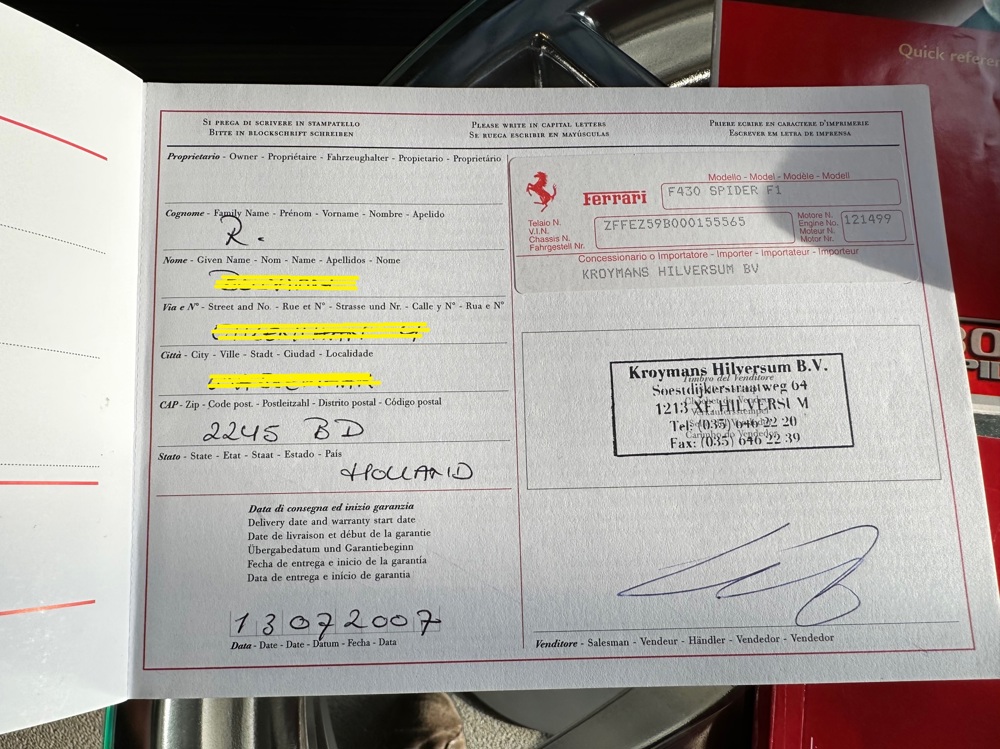 Quick refere
SI PREGA DI SCRIVERE IN STAMPATELLO
BITTE IN BLOCKSCHRIFT SCHREIBEN
PLEASE WRITE IN CAPITAL LETTERS
SE RUEGA ESCRIBIR EN MAYÚSCULAS
PRIERE ECRIRE EN CARACTERE D'IMPRIMERIE
ESCREVER EM LETRA DE IMPRENSA
Proprietario - Owner - Propriétaire - Fahrzeughalter - Propietario - Proprietário
Cognome - Family Name - Prénom - Vorname - Nombre - Apelido
R.
Nome - Given Name - Nom - Name - Apellidos - Nome
Via e N° - Street and No. - Rue et N° - Strasse und Nr. - Calle y N° - Rua e N°
Città - City - Ville - Stadt - Ciudad - Localidade
CAP - Zip - Code post. - Postleitzahl - Distrito postal - Código postal
2245 BD
Stato - State - Etat - Staat - Estado - País
HOLLAND
Data di consegna ed inizio garanzia
Delivery date and warranty start date
Date de livraison et début de la garantie
Übergabedatum und Garantiebeginn
Fecha de entrega e inicio de la garantía
Data de entrega e início de garantia
13072007
Data - Date - Date - Datum - Fecha - Data
Modello - Model - Modèle - Modell
Ferrari
F430 SPIDER F1
Telaio N.
V.I.N.
Chassis N.
Fahrgestell Nr.
ZFFEZ59B000155565
Motore N.
Engine No.
Moteur N.
Motor Nr.
121499
Concessionario o Importatore - Importer - Importateur - Importeur
KROYMANS HILVERSUM BV
Kroymans Hilversum B.V.
Timbro del Venditore
Soestdijkerstraatweg 64
1213 XE HILVERSUM
Tel: (035) 646 22 20
Carimbo do Vendedor
Fax: (035) 646 22 39
Venditore - Salesman - Vendeur - Händler - Vendedor - Vendedor